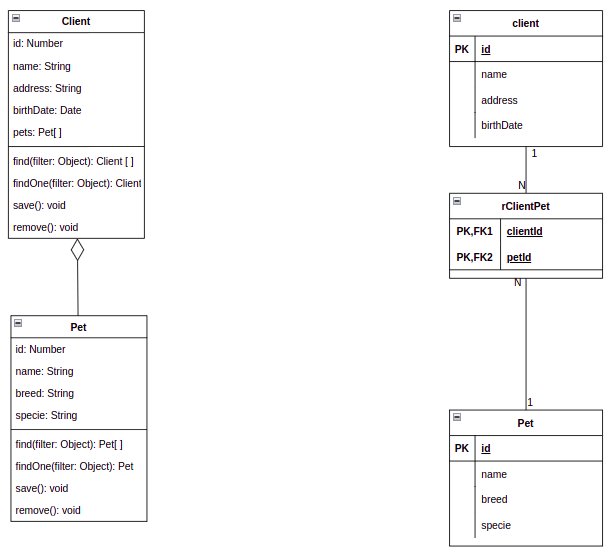 Client
id: Number
name: String
address: String
birthDate: Date
pets: Pet[ ]
find(filter: Object): Client [ ]
findOne(filter: Object): Client
save(): void
remove(): void
Pet
id: Number
name: String
breed: String
specie: String
find(filter: Object): Pet[ ]
findOne(filter: Object): Pet
save(): void
remove(): void
client
PK id
name
address
birthDate
1
N
rClientPet
PK,FK1 clientId
PK,FK2 petId
N
1
Pet
PK id
name
breed
specie